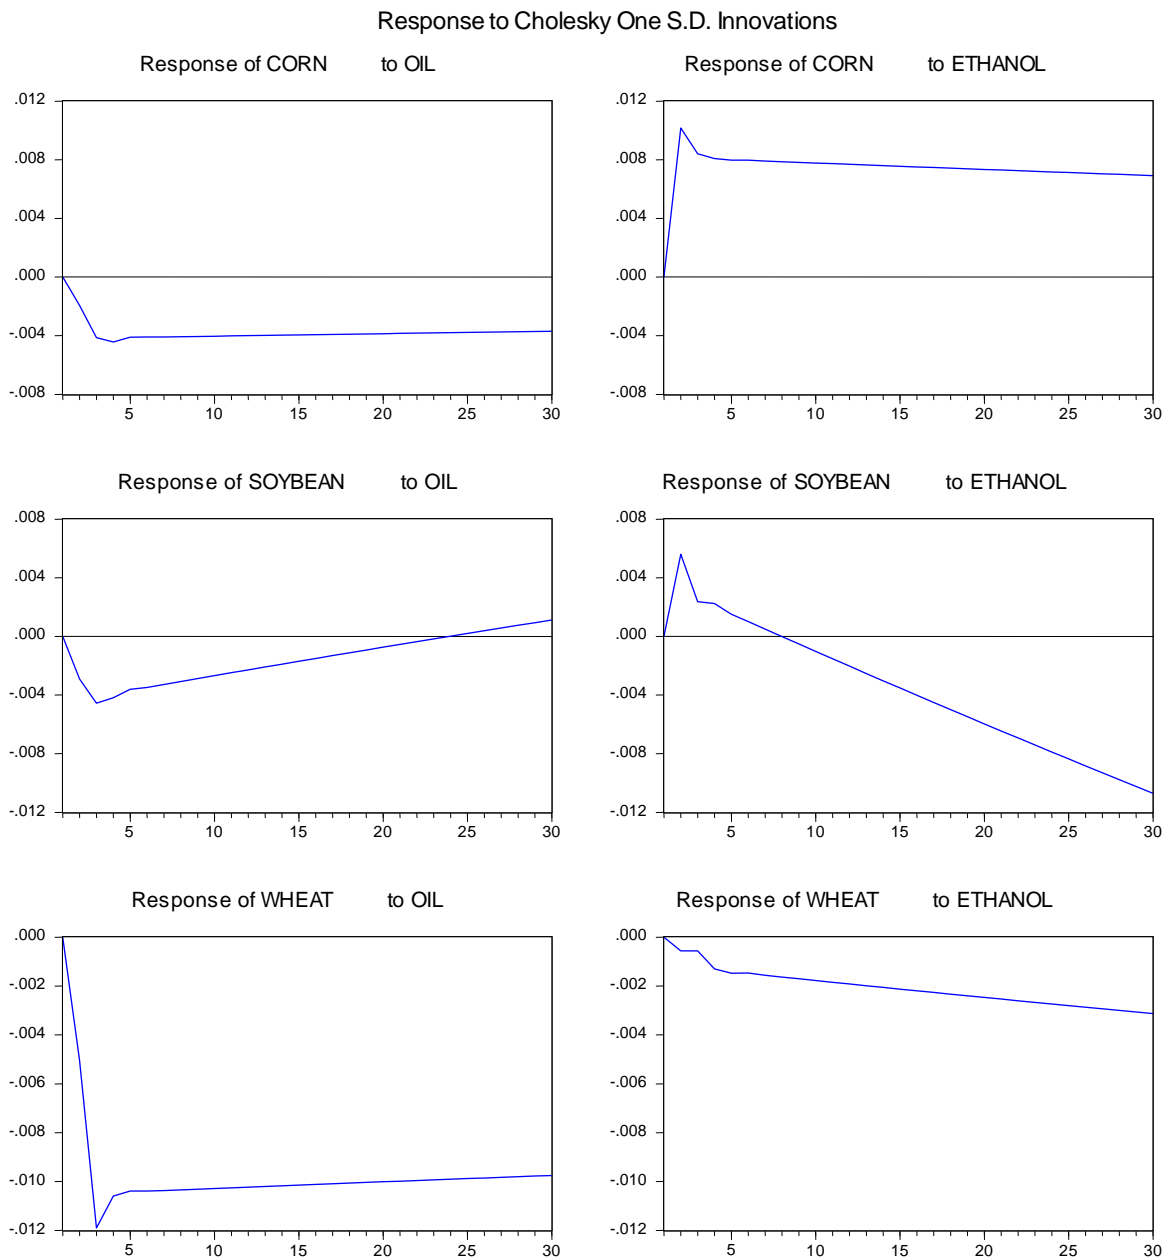 Response to Cholesky One S.D. Innovations
Response of CORN to OIL
.012
.008
.004
.000
-.004
-.008
5 10 15 20 25 30
Response of CORN to ETHANOL
.012
.008
.004
.000
-.004
-.008
5 10 15 20 25 30
Response of SOYBEAN to OIL
.008
.004
.000
-.004
-.008
-.012
5 10 15 20 25 30
Response of SOYBEAN to ETHANOL
.008
.004
.000
-.004
-.008
-.012
5 10 15 20 25 30
Response of WHEAT to OIL
.000
-.002
-.004
-.006
-.008
-.010
-.012
5 10 15 20 25 30
Response of WHEAT to ETHANOL
.000
-.002
-.004
-.006
-.008
-.010
-.012
5 10 15 20 25 30